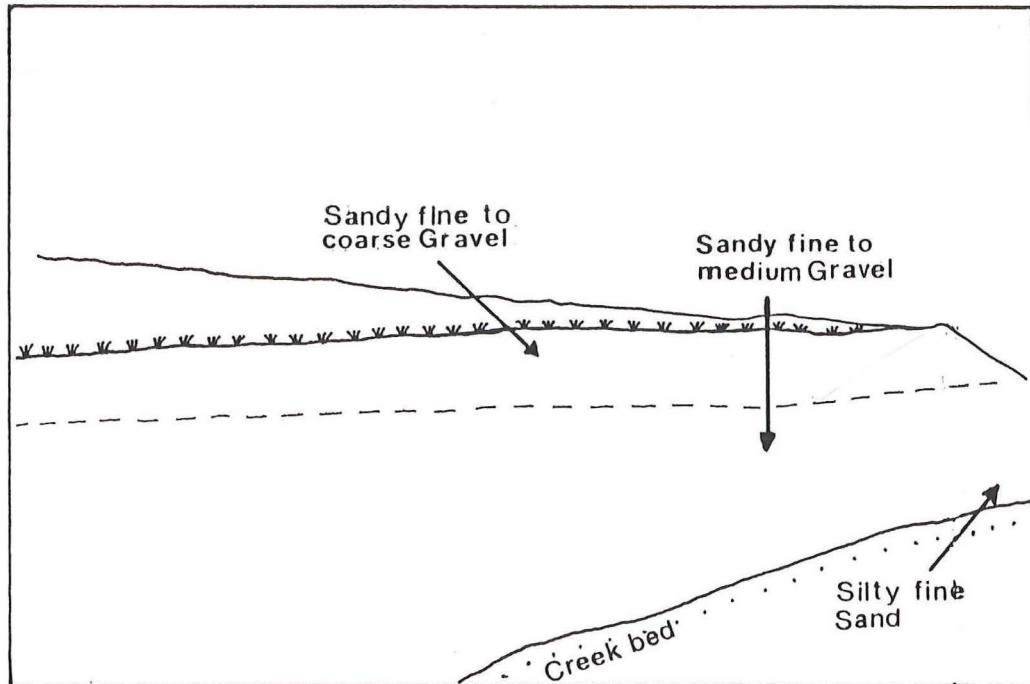 Sandy fine to
coarse Gravel
Sandy fine to
medium Gravel
Silty fine
Sand
Creek bed